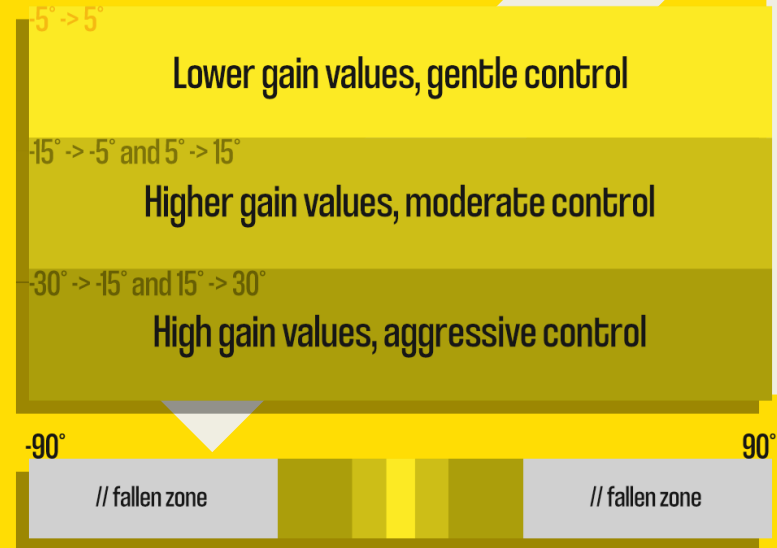 -5° -> 5°
Lower gain values, gentle control
-15° -> -5° and 5° -> 15°
Higher gain values, moderate control
-30° -> -15° and 15° -> 30°
High gain values, aggressive control
-90° 90°
// fallen zone // fallen zone